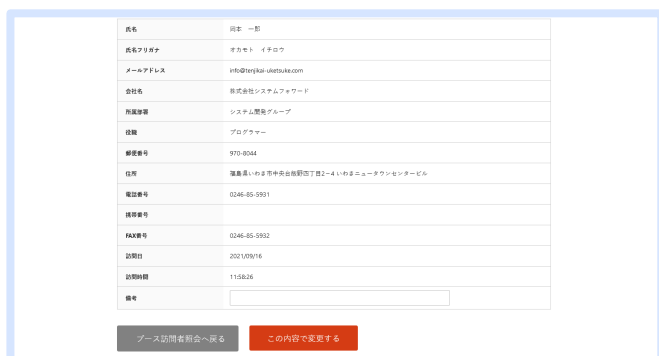 氏名 岡本 一郎
氏名フリガナ オカモト イチロウ
メールアドレス info@tenjikai-uketsuke.com
会社名 株式会社システムフォワード
所属部署 システム開発グループ
役職 プログラマー
郵便番号 970-8044
住所 福島県いわき市中央台飯野四丁目2−4 いわきニュータウンセンタービル
電話番号 0246-85-5931
携帯番号
FAX番号 0246-85-5932
訪問日 2021/09/16
訪問時間 11:58:26
備考
ブース訪問者照会へ戻る この内容で変更する